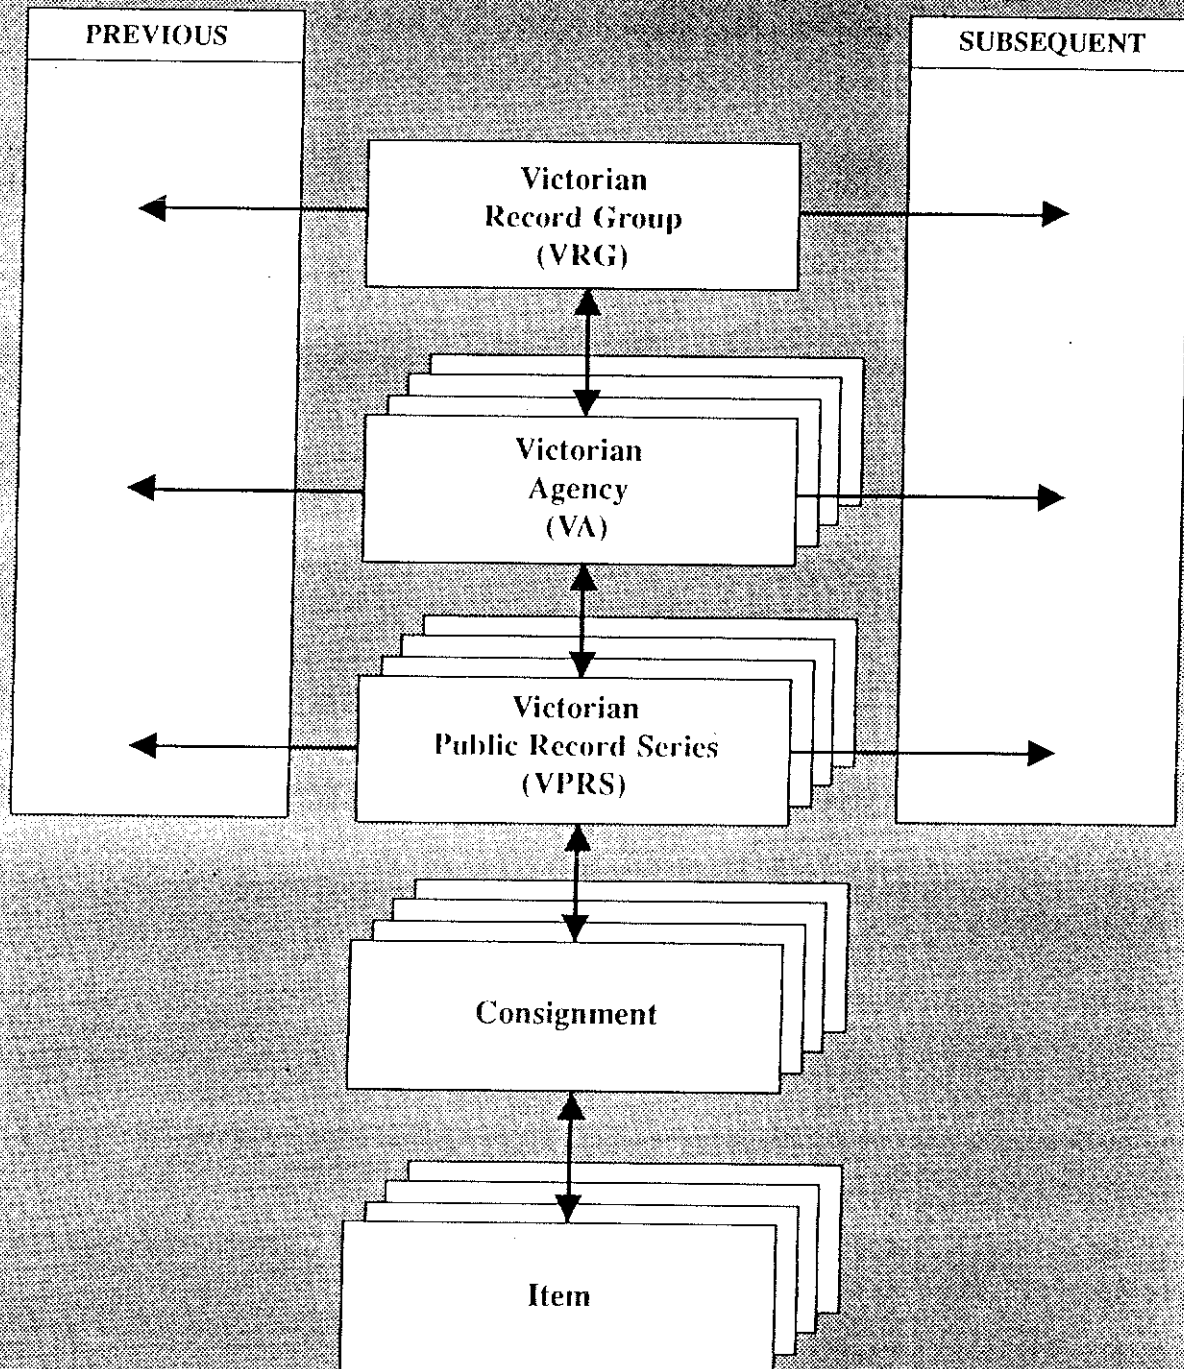 PREVIOUS
SUBSEQUENT
Victorian
Record Group
(VRG)
Victorian
Agency
(VA)
Victorian
Public Record Series
(VPRS)
Consignment
Item